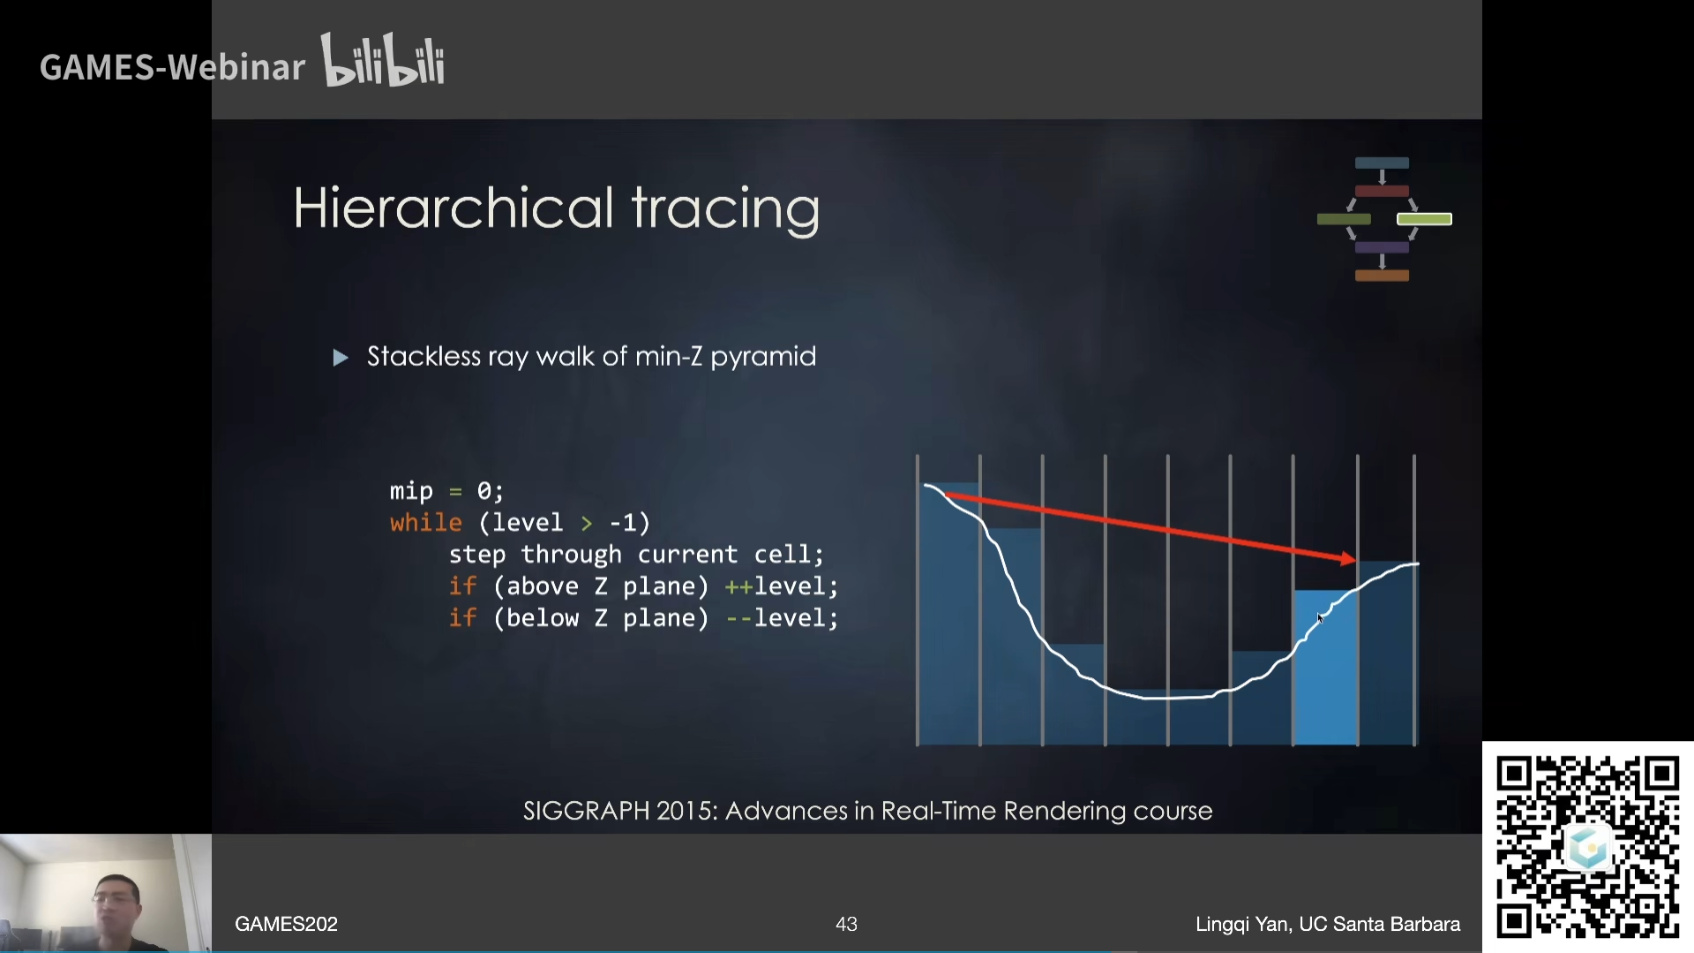 GAMES-Webinar bilibili
Hierarchical tracing
Stackless ray walk of min-Z pyramid
mip = 0;
while (level > -1)
step through current cell;
if (above Z plane) ++level;
if (below Z plane) --level;
SIGGRAPH 2015: Advances in Real-Time Rendering course
GAMES202
43
Lingqi Yan, UC Santa Barbara